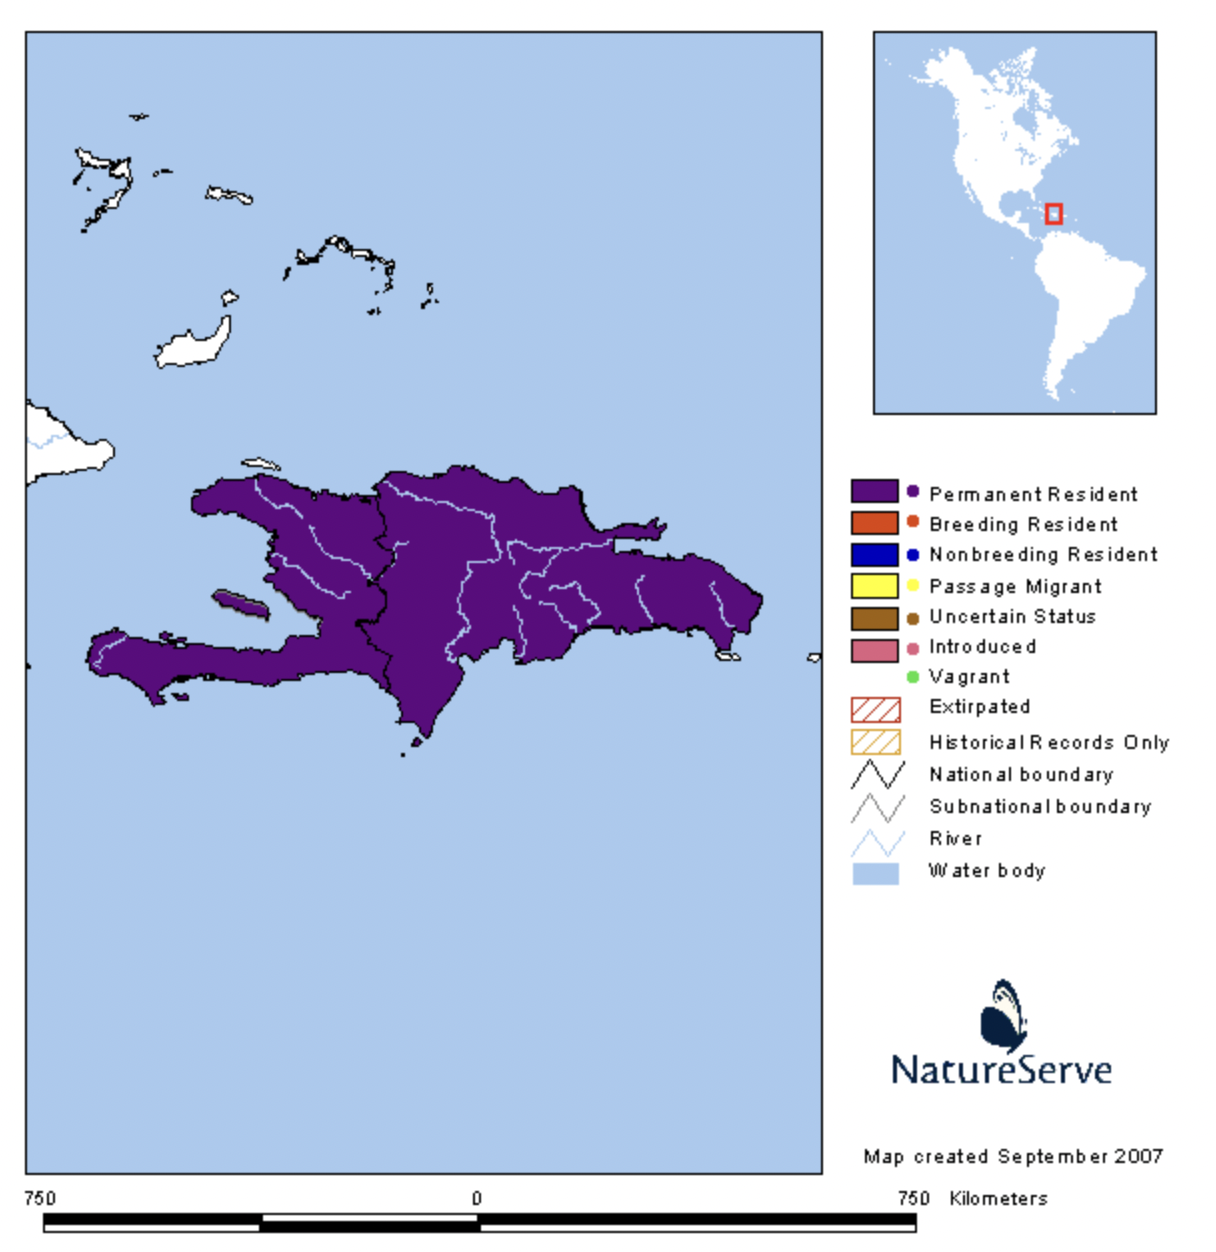 Permanent Resident
Breeding Resident
Nonbreeding Resident
Passage Migrant
Uncertain Status
Introduced
Vagrant
Extirpated
Historical Records Only
National boundary
Subnational boundary
River
Water body
NatureServe
Map created September 2007
750 0 750 Kilometers